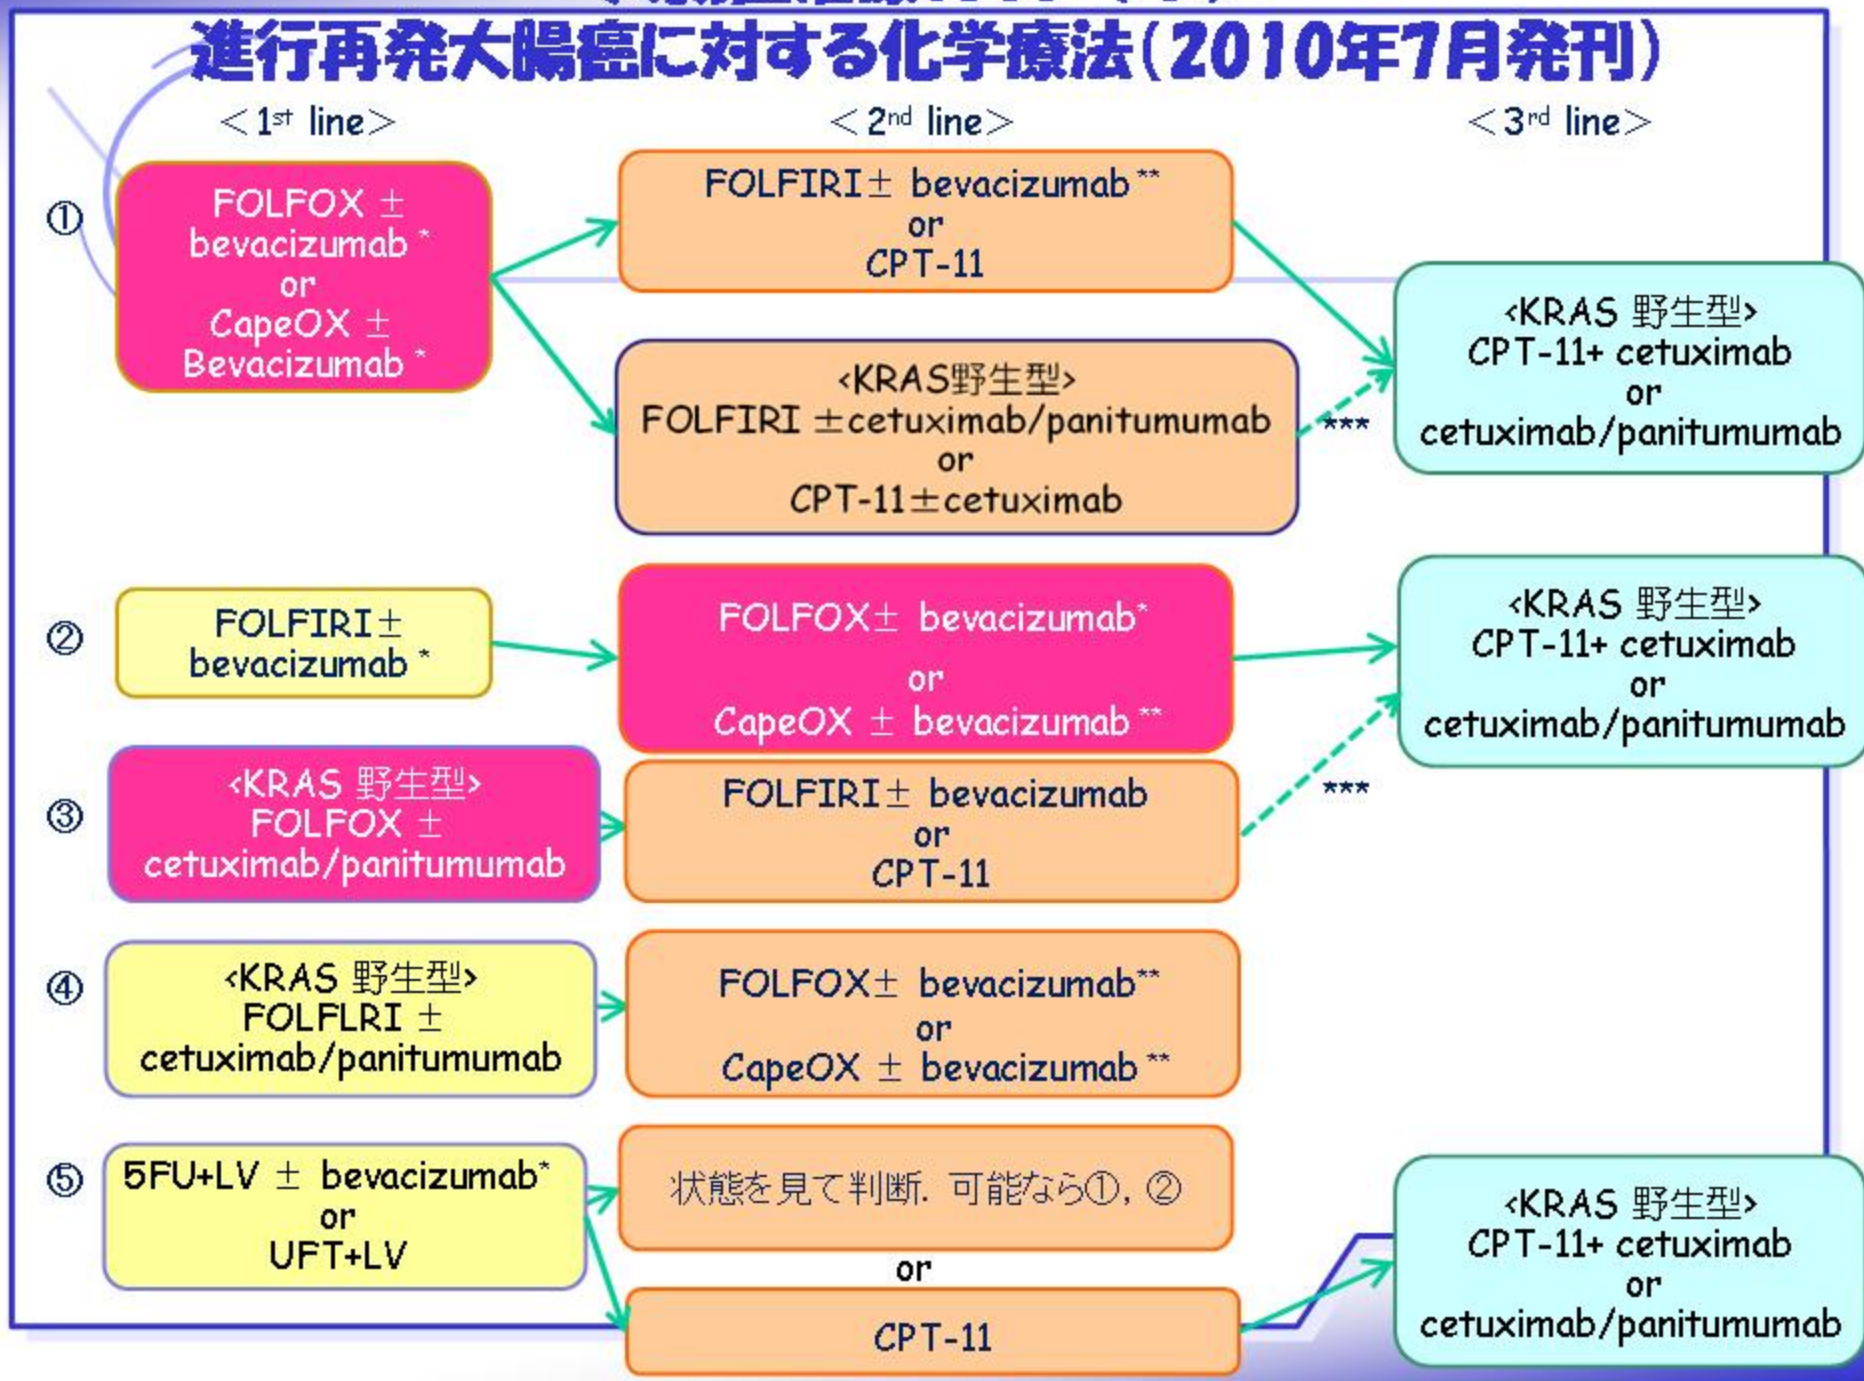 進行再発大腸癌に対する化学療法(2010年7月発刊)
<1st line>
<2nd line>
<3rd line>
①
FOLFOX ±
bevacizumab *
or
CapeOX ±
Bevacizumab *
FOLFIRI± bevacizumab **
or
CPT-11
<KRAS野生型>
FOLFIRI ±cetuximab/panitumumab
or
CPT-11±cetuximab
***
<KRAS 野生型>
CPT-11+ cetuximab
or
cetuximab/panitumumab
②
FOLFIRI±
bevacizumab *
FOLFOX± bevacizumab*
or
CapeOX ± bevacizumab **
<KRAS 野生型>
CPT-11+ cetuximab
or
cetuximab/panitumumab
③
<KRAS 野生型>
FOLFOX ±
cetuximab/panitumumab
FOLFIRI± bevacizumab
or
CPT-11
***
④
<KRAS 野生型>
FOLFLRI ±
cetuximab/panitumumab
FOLFOX± bevacizumab**
or
CapeOX ± bevacizumab **
⑤
5FU+LV ± bevacizumab*
or
UFT+LV
状態を見て判断. 可能なら①, ②
or
CPT-11
<KRAS 野生型>
CPT-11+ cetuximab
or
cetuximab/panitumumab